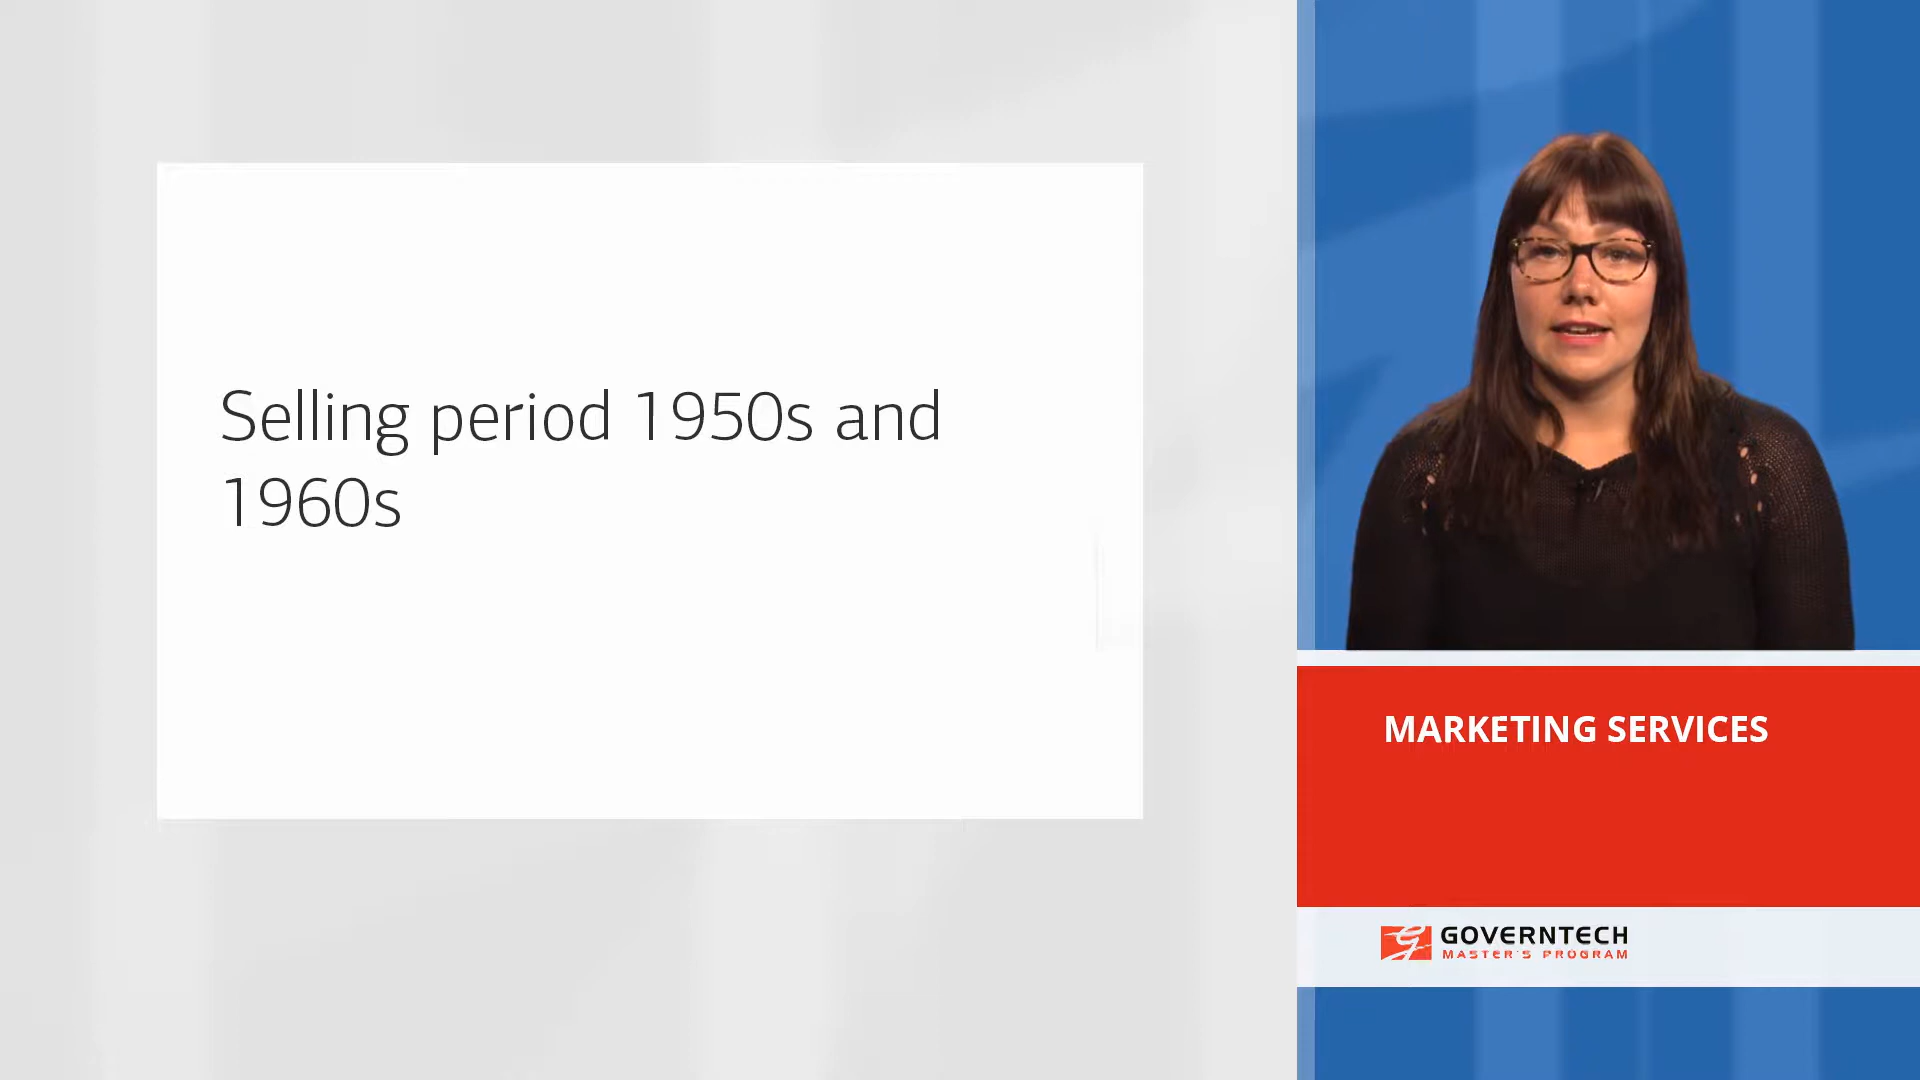 Selling period 1950s and
1960s
MARKETING SERVICES
GOVERNTECH
MASTER'S PROGRAM